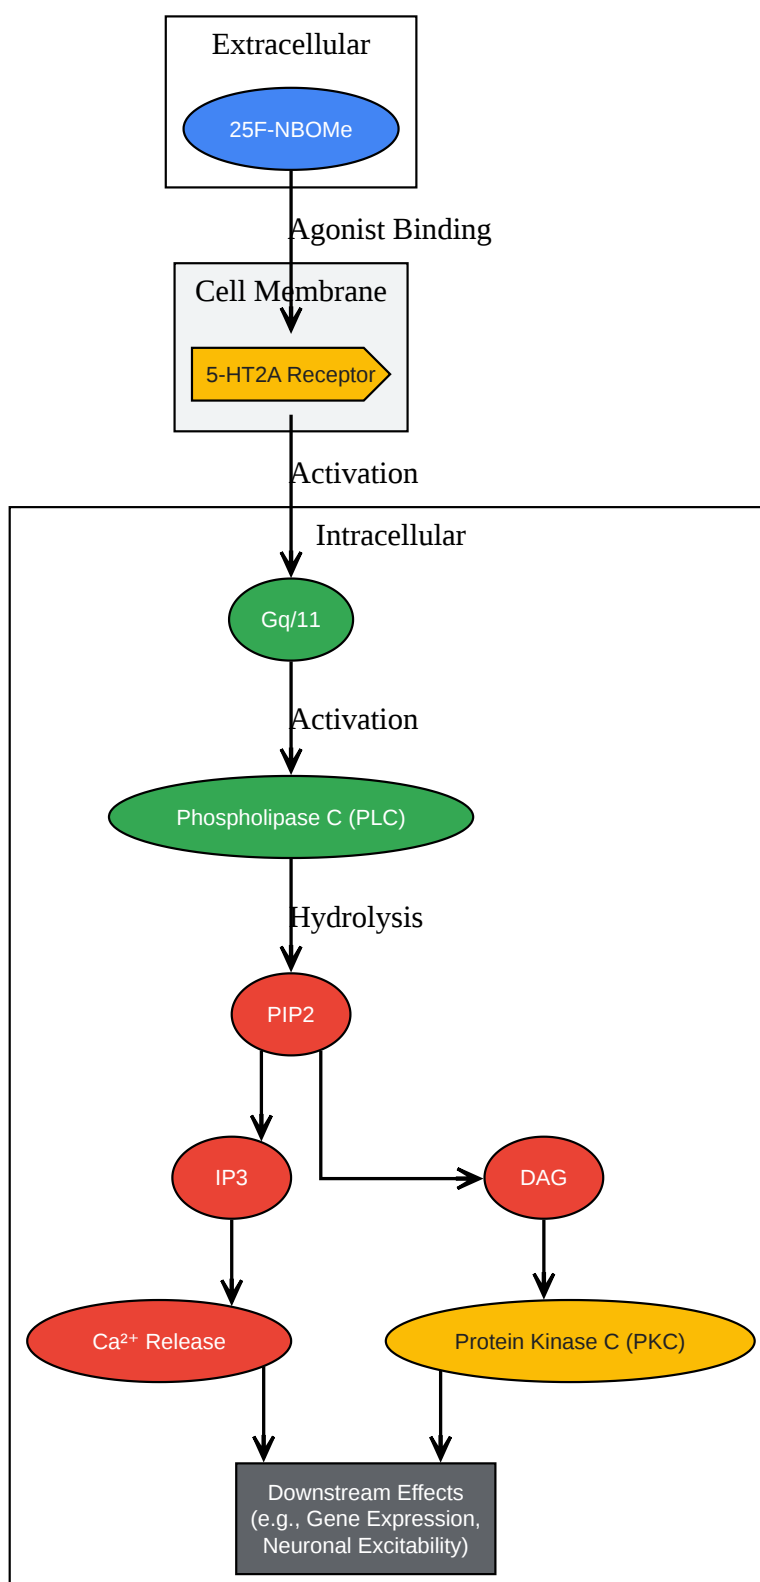 Extracellular
25F-NBOMe
Agonist Binding
Cell Membrane
5-HT2A Receptor
Activation
Intracellular
Gq/11
Activation
Phospholipase C (PLC)
Hydrolysis
PIP2
IP3
DAG
Ca²⁺ Release
Protein Kinase C (PKC)
Downstream Effects
(e.g., Gene Expression,
Neuronal Excitability)